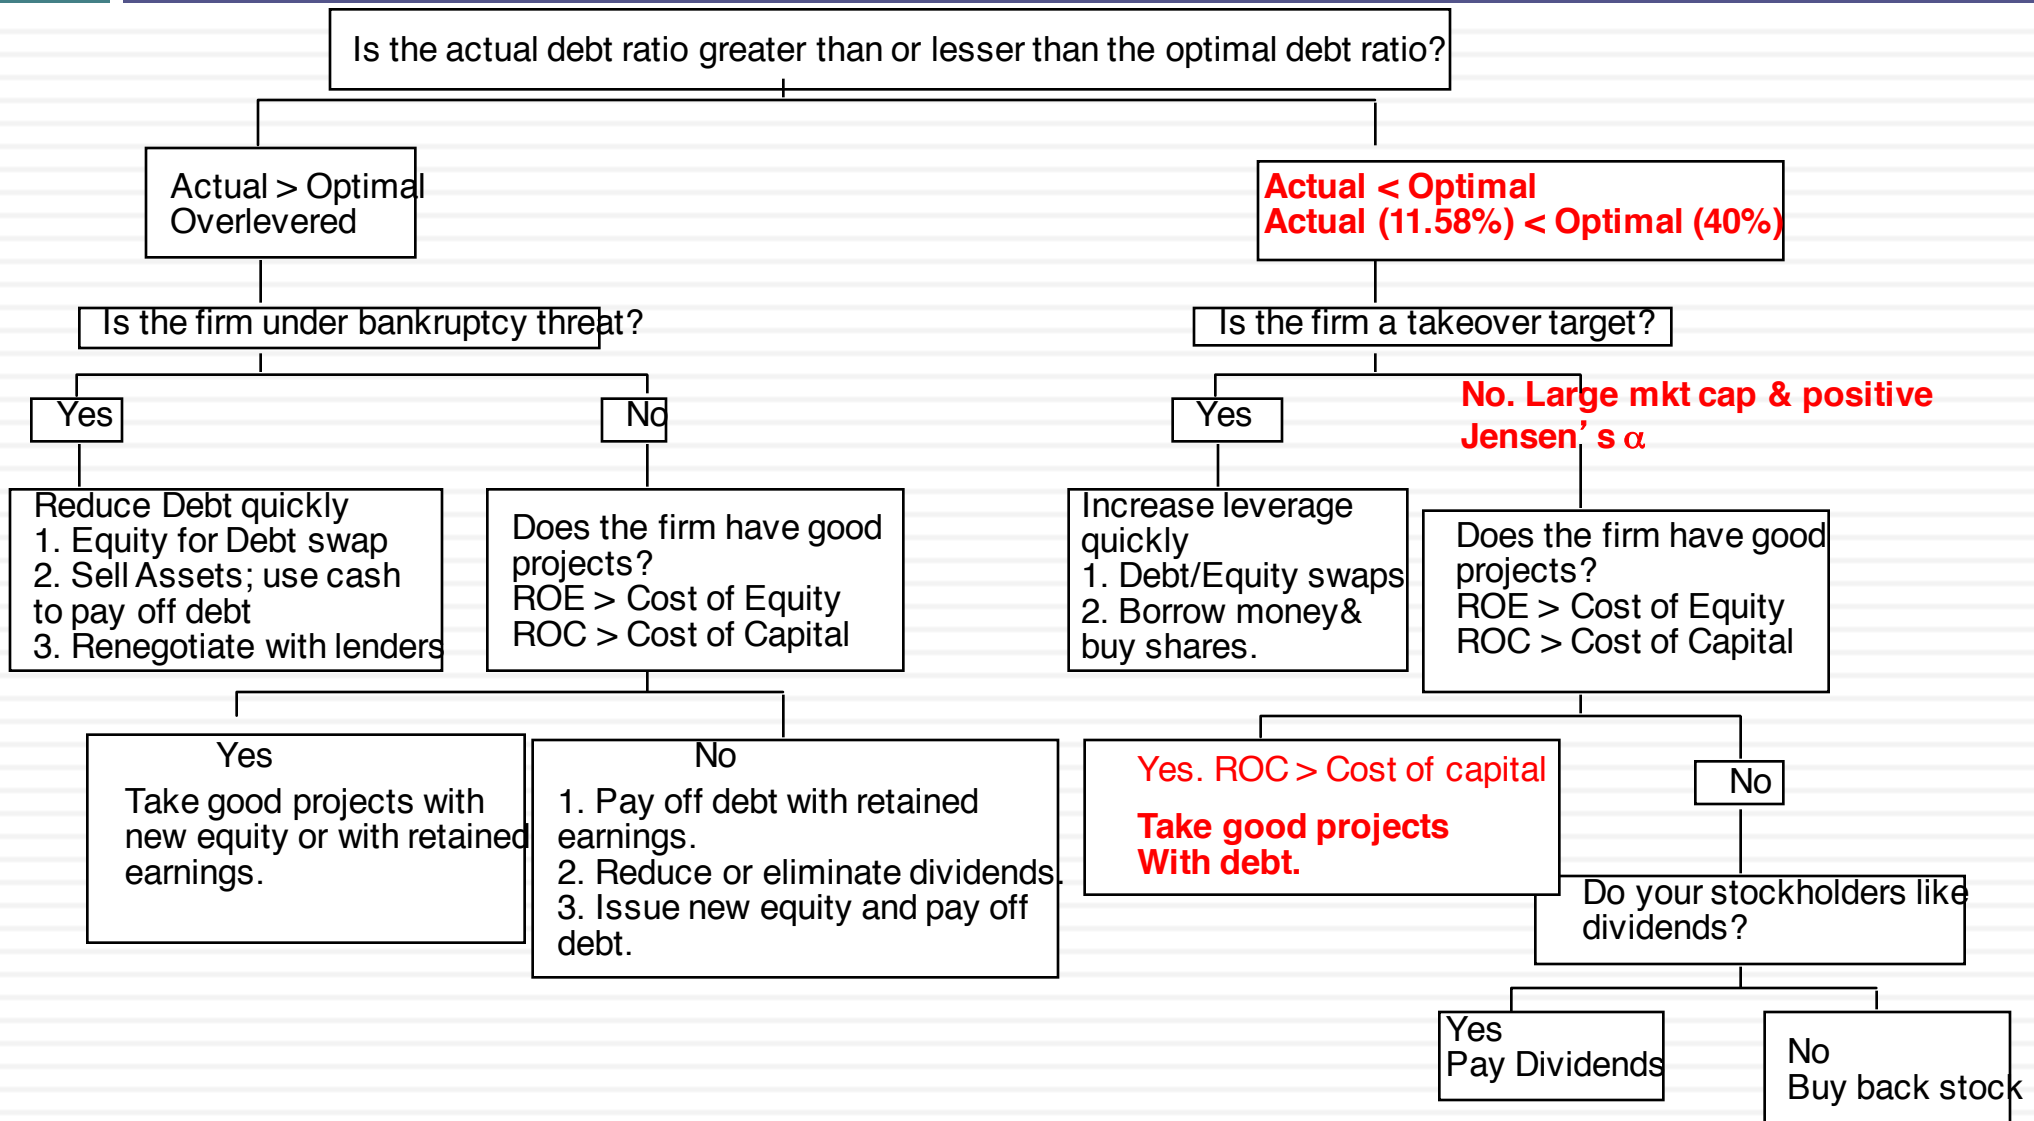 Is the actual debt ratio greater than or lesser than the optimal debt ratio?
Actual > Optimal
Overlevered
Actual < Optimal
Actual (11.58%) < Optimal (40%)
Is the firm under bankruptcy threat?
Is the firm a takeover target?
Yes
No
Yes
No. Large mkt cap & positive
Jensen’s α
Reduce Debt quickly
1. Equity for Debt swap
2. Sell Assets; use cash
to pay off debt
3. Renegotiate with lenders
Does the firm have good
projects?
ROE > Cost of Equity
ROC > Cost of Capital
Increase leverage
quickly
1. Debt/Equity swaps
2. Borrow money&
buy shares.
Does the firm have good
projects?
ROE > Cost of Equity
ROC > Cost of Capital
Yes
Take good projects with
new equity or with retained
earnings.
No
1. Pay off debt with retained
earnings.
2. Reduce or eliminate dividends.
3. Issue new equity and pay off
debt.
Yes. ROC > Cost of capital
Take good projects
With debt.
No
Do your stockholders like
dividends?
Yes
Pay Dividends
No
Buy back stock